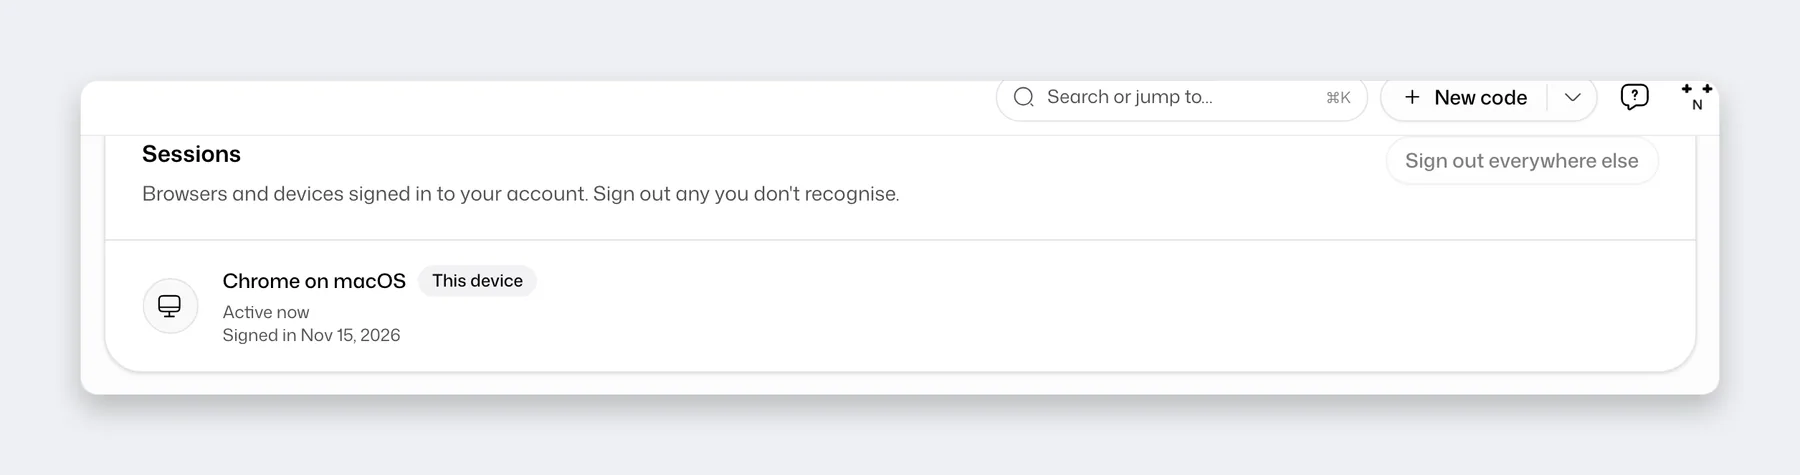 Search or jump to... ⌘K
New code
N
Sessions
Sign out everywhere else
Browsers and devices signed in to your account. Sign out any you don't recognise.
Chrome on macOS
This device
Active now
Signed in Nov 15, 2026